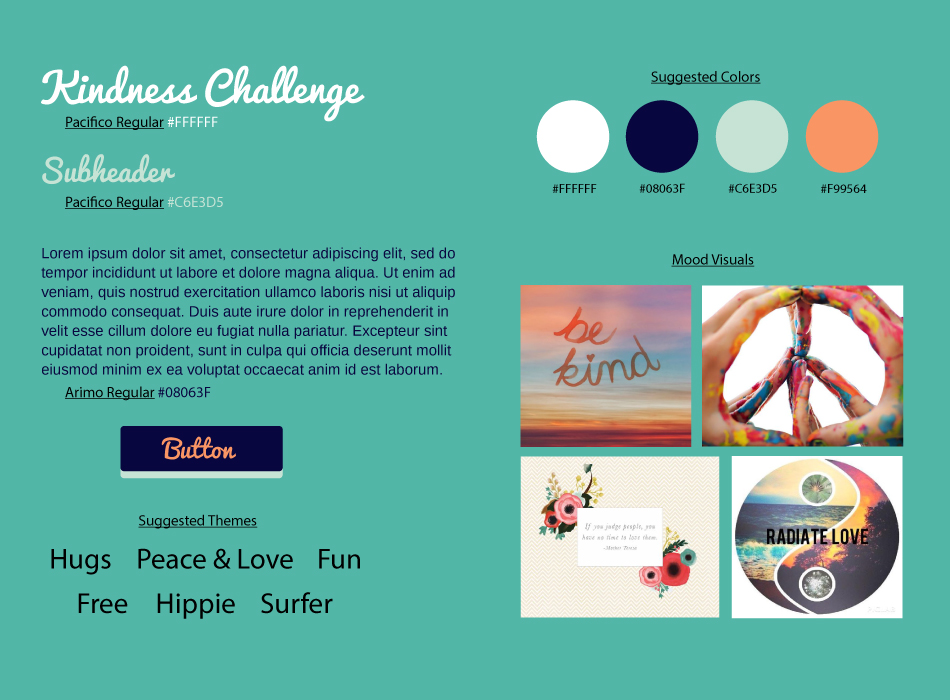 Kindness Challenge
Pacifico Regular #FFFFFF
Subheader
Pacifico Regular #C6E3D5
Lorem ipsum dolor sit amet, consectetur adipiscing elit, sed do
tempor incididunt ut labore et dolore magna aliqua. Ut enim ad
veniam, quis nostrud exercitation ullamco laboris nisi ut aliquip
commodo consequat. Duis aute irure dolor in reprehenderit in
velit esse cillum dolore eu fugiat nulla pariatur. Excepteur sint
cupidatat non proident, sunt in culpa qui officia deserunt mollit
eiusmod minim ex ea voluptat occaecat anim id est laborum.
Arimo Regular #08063F
Button
Suggested Themes
Hugs Peace & Love Fun
Free Hippie Surfer
Suggested Colors
#FFFFFF #08063F #C6E3D5 #F99564
Mood Visuals
be
kind
If you judge people, you
have no time to love them.
-Mother Teresa
RADIATE LOVE